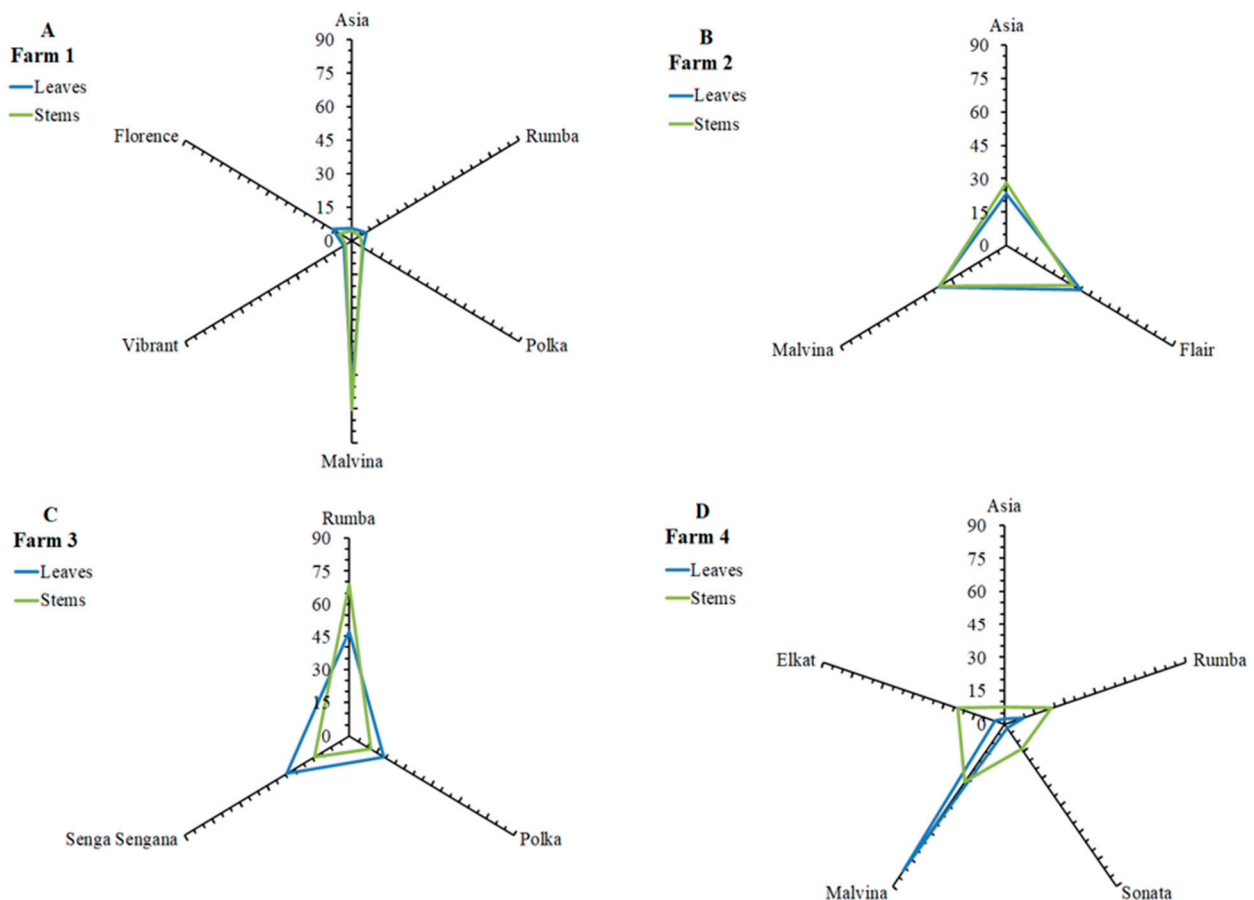 A
Farm 1
Leaves
Stems
Asia
90
75
60
45
30
15
0
Rumba
Polka
Malvina
Vibrant
Florence
B
Farm 2
Leaves
Stems
Asia
90
75
60
45
30
15
0
Flair
Malvina
C
Farm 3
Leaves
Stems
Rumba
90
75
60
45
30
15
0
Polka
Senga Sengana
D
Farm 4
Leaves
Stems
Asia
90
75
60
45
30
15
0
Rumba
Sonata
Malvina
Elkat